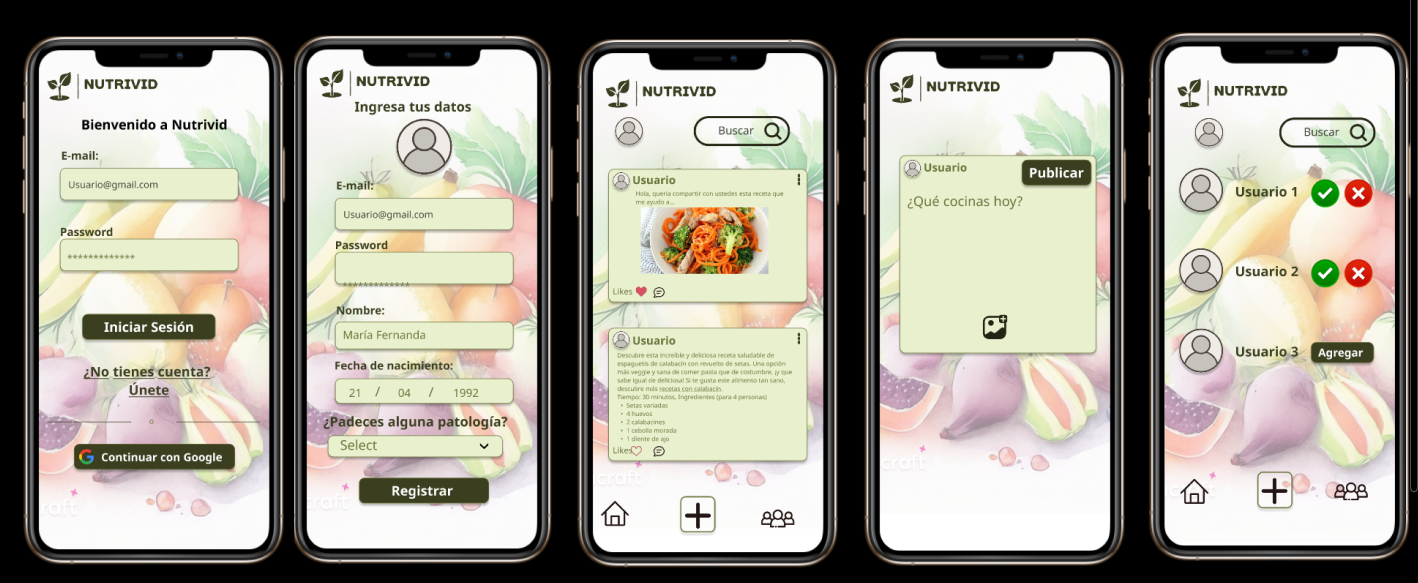 NUTRIVID
Bienvenido a Nutrivid
E-mail:
Usuario@gmail.com
Password
*************
Iniciar Sesión
¿No tienes cuenta?
Únete
o
Continuar con Google
raft
NUTRIVID
Ingresa tus datos
E-mail:
Usuario@gmail.com
Password
*************
Nombre:
María Fernanda
Fecha de nacimiento:
21 / 04 / 1992
¿Padeces alguna patología?
Select
Registrar
craft
NUTRIVID
Buscar
Usuario
Hola, quería compartir con ustedes esta receta que
me ayudo a...
Likes
Usuario
Descubre esta increíble y deliciosa receta saludable de
espaguetis de calabacín con revuelto de setas. Una opción
más veggie y sana de comer pasta que de costumbre, ¡y que
sabe igual de deliciosa! Si te gusta este alimento tan sano,
descubre más recetas con calabacín.
Tiempo: 30 minutos, Ingredientes (para 4 personas)
• Setas variadas
• 4 huevos
• 2 calabacines
• 1 cebolla morada
• 1 diente de ajo
Likes
craft
NUTRIVID
Usuario
Publicar
¿Qué cocinas hoy?
craft
NUTRIVID
Buscar
Usuario 1
Usuario 2
Usuario 3
Agregar
craft